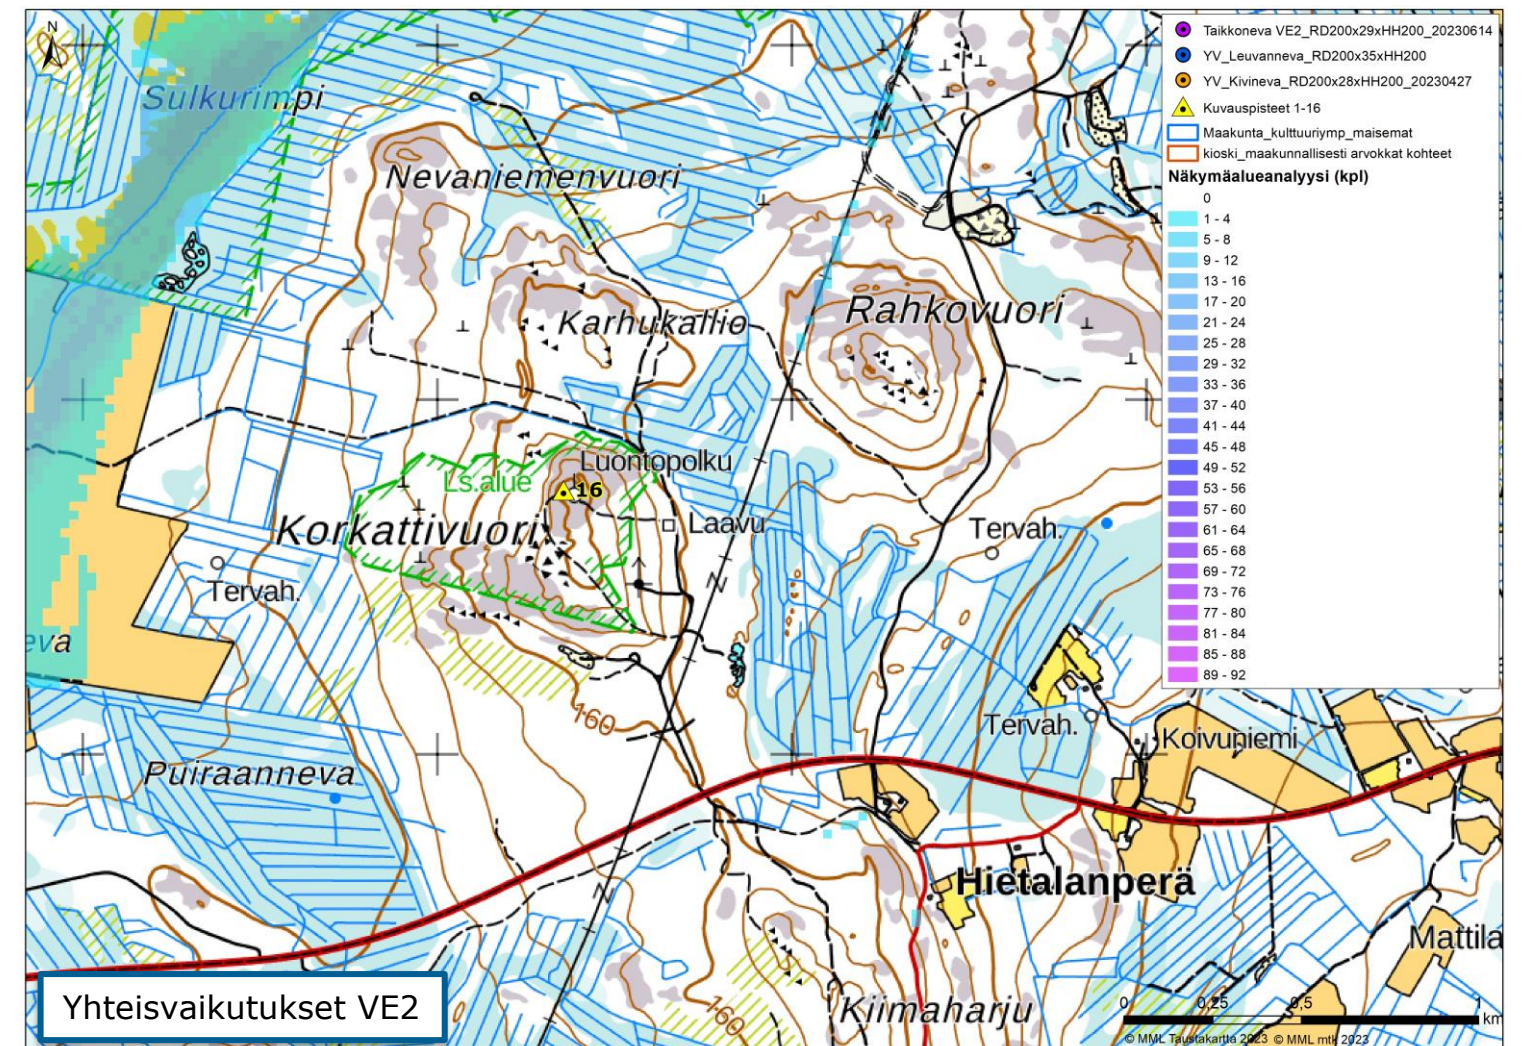 N
Sulkurimpi
Nevaniemenvuori
Karhukallio
Rahkovuori
Luontopolku
Ls.alue
16
Korkattivuori
Laavu
Tervah.
Tervah.
N
eva
160
Tervah.
Koivuniemi
Puiraanneva
Hietalanperä
N
Mattila
Kiimaharju
160
Yhteisvaikutukset VE2
Taikkoneva VE2_RD200x29xHH200_20230614
YV_Leuvanneva_RD200x35xHH200
YV_Kivineva_RD200x28xHH200_20230427
Kuvauspisteet 1-16
Maakunta_kulttuuriymp_maisemat
kioski_maakunnallisesti arvokkat kohteet
Näkymäalueanalyysi (kpl)
0
1 - 4
5 - 8
9 - 12
13 - 16
17 - 20
21 - 24
25 - 28
29 - 32
33 - 36
37 - 40
41 - 44
45 - 48
49 - 52
53 - 56
57 - 60
61 - 64
65 - 68
69 - 72
73 - 76
77 - 80
81 - 84
85 - 88
89 - 92
0 0,25 0,5 1
km
© MML Taustakartta 2023 © MML mtk 2023